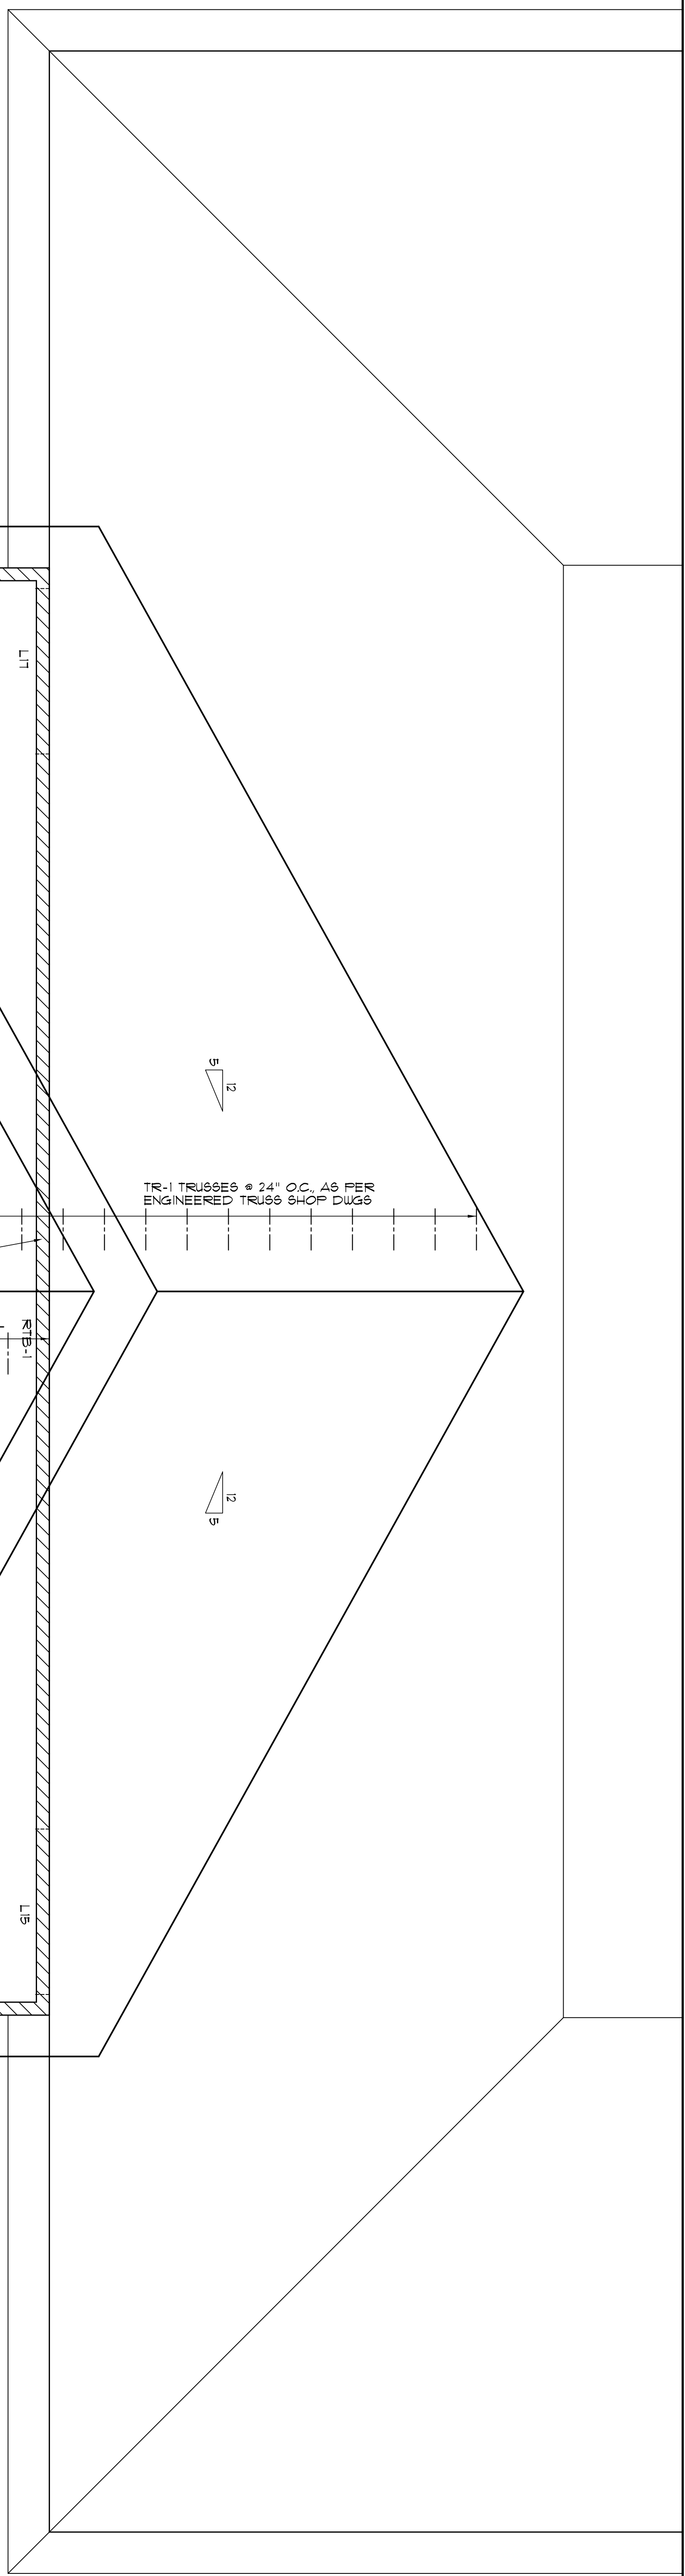 L17
5
12
TR-1 TRUSSES @ 24" O.C., AS PER
ENGINEERED TRUSS SHOP DWGS
RTB-1
12
5
L15